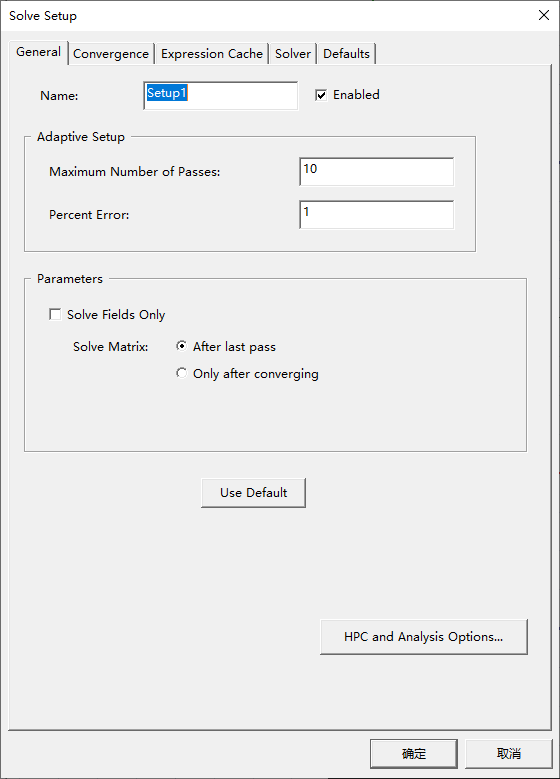 Solve Setup
General Convergence Expression Cache Solver Defaults
Name: Setup1 Enabled
Adaptive Setup
Maximum Number of Passes: 10
Percent Error: 1
Parameters
Solve Fields Only
Solve Matrix: After last pass
Only after converging
Use Default
HPC and Analysis Options...
确定 取消